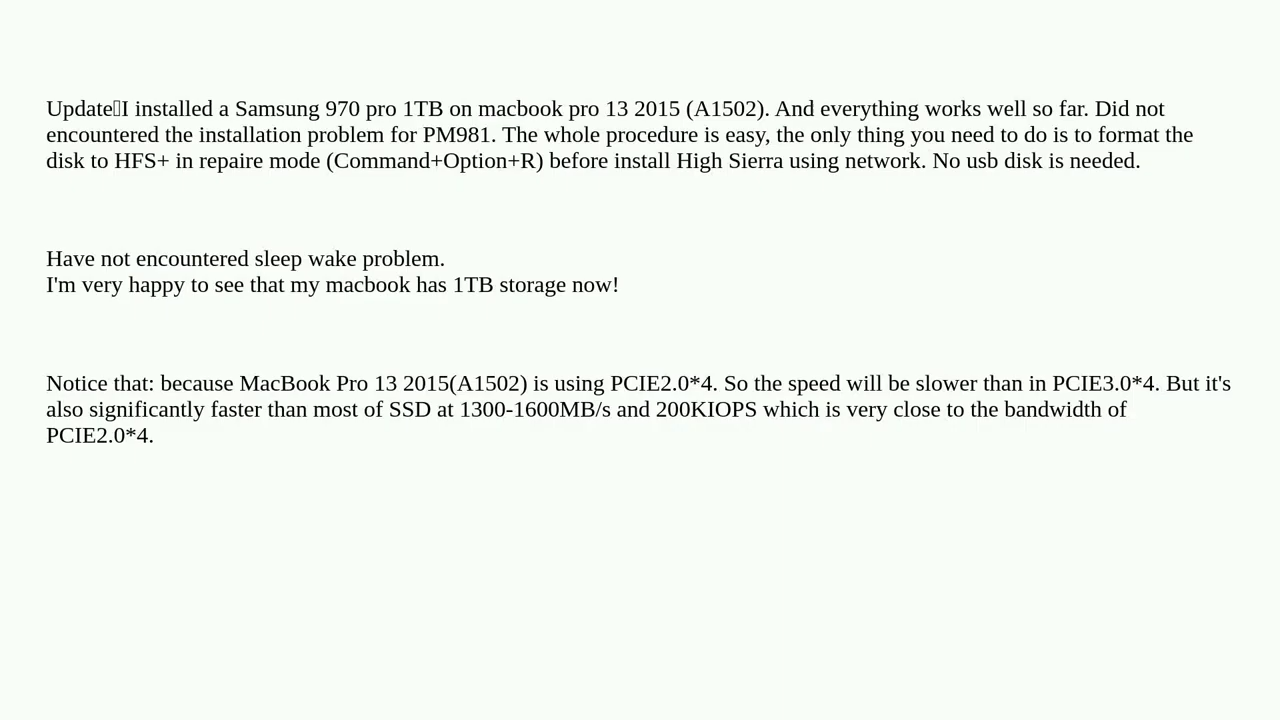 Update▯I installed a Samsung 970 pro 1TB on macbook pro 13 2015 (A1502). And everything works well so far. Did not
encountered the installation problem for PM981. The whole procedure is easy, the only thing you need to do is to format the
disk to HFS+ in repaire mode (Command+Option+R) before install High Sierra using network. No usb disk is needed.
Have not encountered sleep wake problem.
I'm very happy to see that my macbook has 1TB storage now!
Notice that: because MacBook Pro 13 2015(A1502) is using PCIE2.0*4. So the speed will be slower than in PCIE3.0*4. But it's
also significantly faster than most of SSD at 1300-1600MB/s and 200KIOPS which is very close to the bandwidth of
PCIE2.0*4.